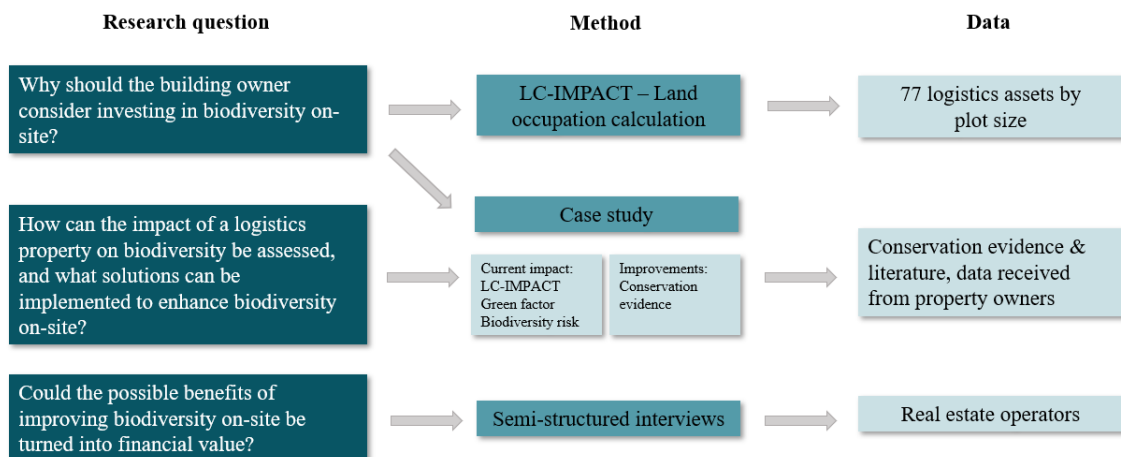 Research question
Method
Data
Why should the building owner
consider investing in biodiversity on-
site?
LC-IMPACT – Land
occupation calculation
77 logistics assets by
plot size
How can the impact of a logistics
property on biodiversity be assessed,
and what solutions can be
implemented to enhance biodiversity
on-site?
Case study
Current impact:
LC-IMPACT
Green factor
Biodiversity risk
Improvements:
Conservation
evidence
Conservation evidence &
literature, data received
from property owners
Could the possible benefits of
improving biodiversity on-site be
turned into financial value?
Semi-structured interviews
Real estate operators